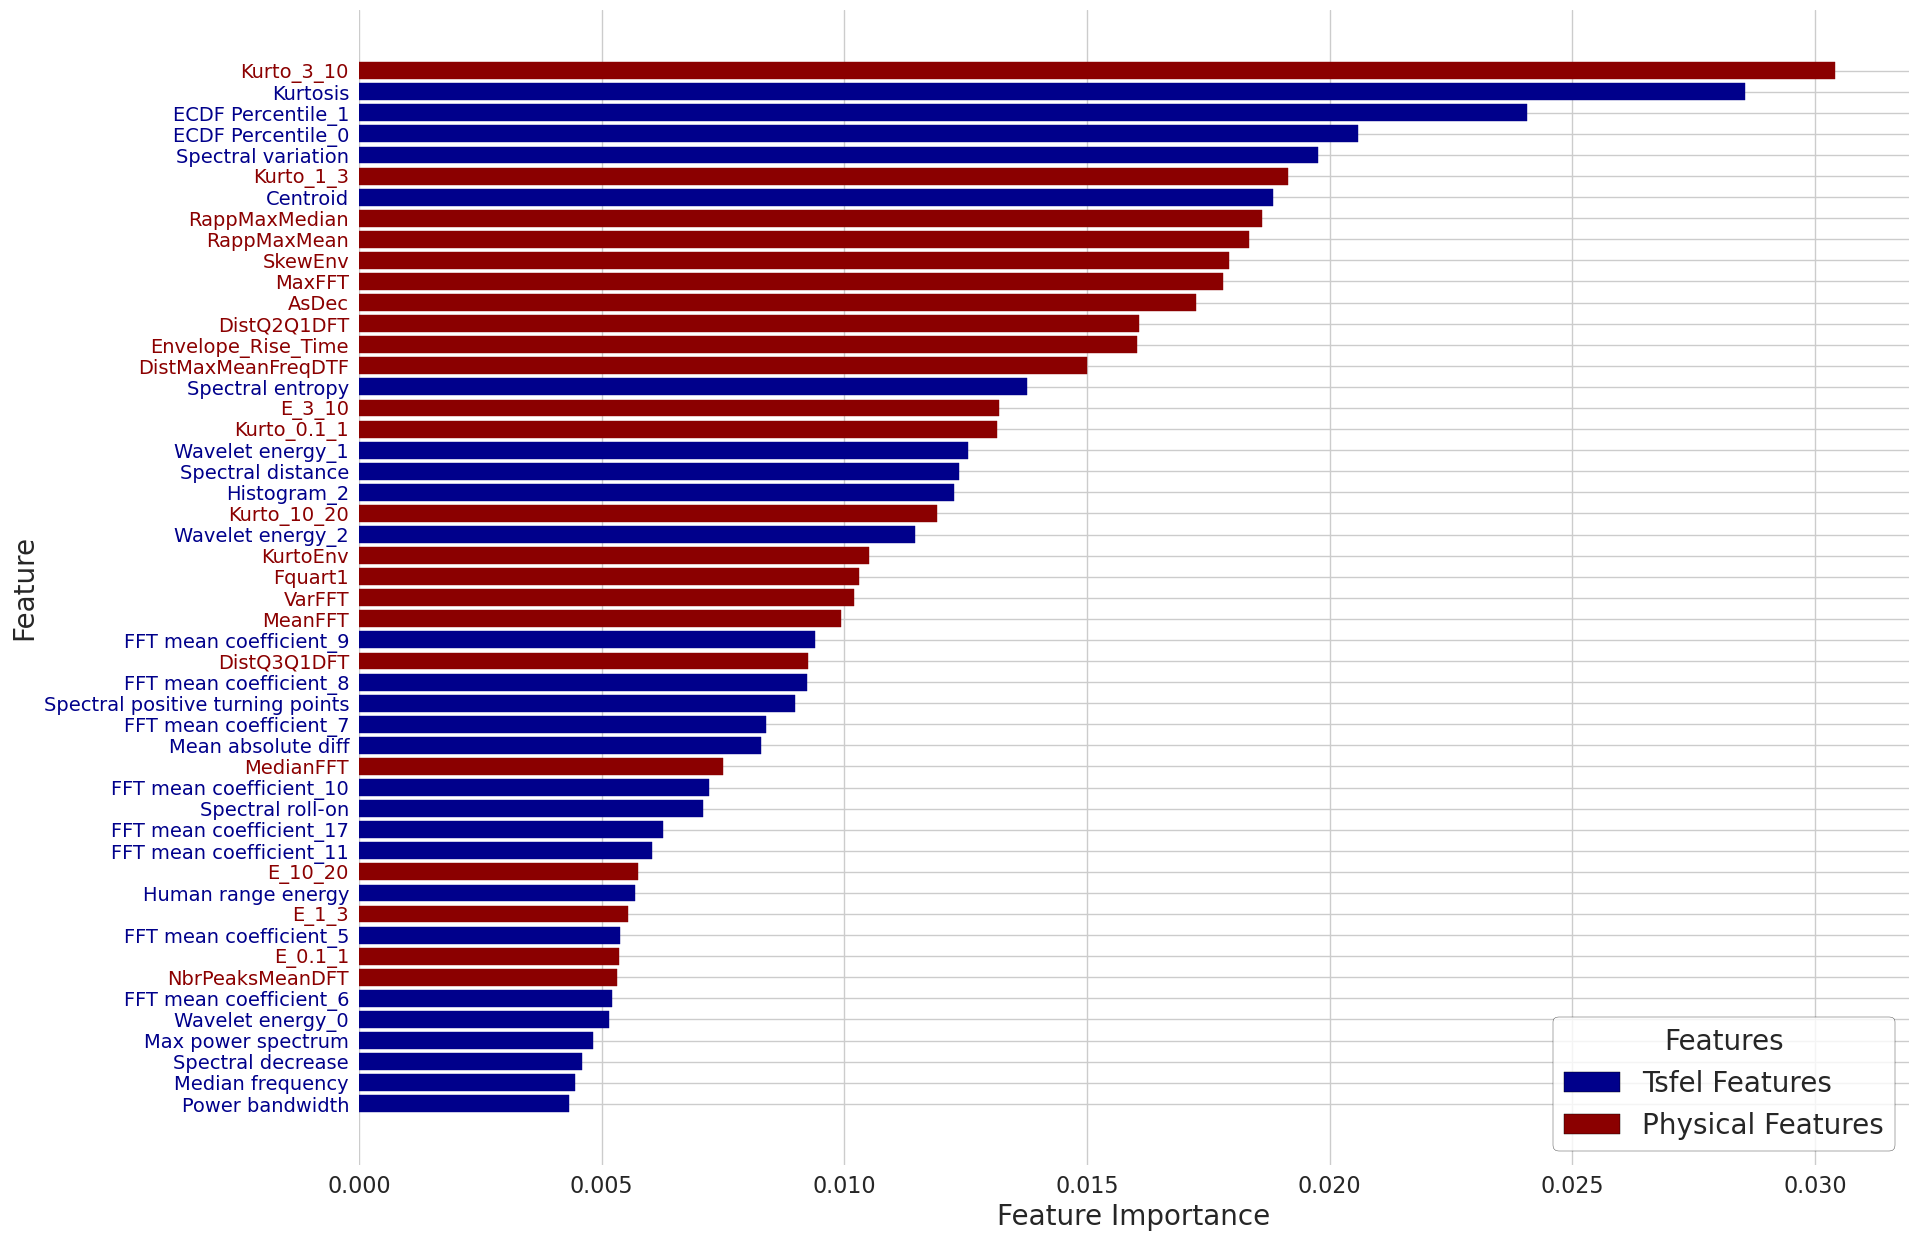 Kurto_3_10
Kurtosis
ECDF Percentile_1
ECDF Percentile_0
Spectral variation
Kurto_1_3
Centroid
RappMaxMedian
RappMaxMean
SkewEnv
MaxFFT
AsDec
DistQ2Q1DFT
Envelope_Rise_Time
DistMaxMeanFreqDTF
Spectral entropy
E_3_10
Kurto_0.1_1
Wavelet energy_1
Spectral distance
Histogram_2
Kurto_10_20
Wavelet energy_2
KurtoEnv
Fquart1
VarFFT
MeanFFT
FFT mean coefficient_9
DistQ3Q1DFT
FFT mean coefficient_8
Spectral positive turning points
FFT mean coefficient_7
Mean absolute diff
MedianFFT
FFT mean coefficient_10
Spectral roll-on
FFT mean coefficient_17
FFT mean coefficient_11
E_10_20
Human range energy
E_1_3
FFT mean coefficient_5
E_0.1_1
NbrPeaksMeanDFT
FFT mean coefficient_6
Wavelet energy_0
Max power spectrum
Spectral decrease
Median frequency
Power bandwidth
Feature
0.000 0.005 0.010 0.015 0.020 0.025 0.030
Feature Importance
Features
Tsfel Features
Physical Features